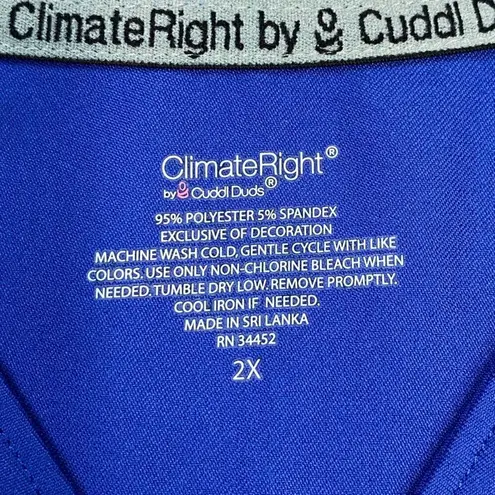 ClimateRight by Cuddl D
ClimateRight®
by Cuddl Duds®
95% POLYESTER 5% SPANDEX
EXCLUSIVE OF DECORATION
MACHINE WASH COLD, GENTLE CYCLE WITH LIKE
COLORS. USE ONLY NON-CHLORINE BLEACH WHEN
NEEDED. TUMBLE DRY LOW. REMOVE PROMPTLY.
COOL IRON IF NEEDED.
MADE IN SRI LANKA
RN 34452
2X